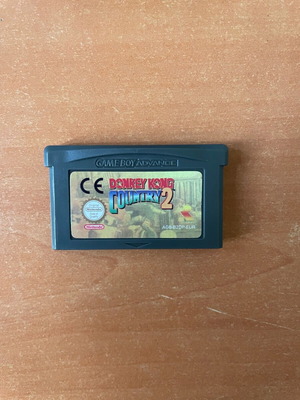 GAME BOY ADVANCE
CE
DONKEY KONG
COUNTRY 2
Nintendo